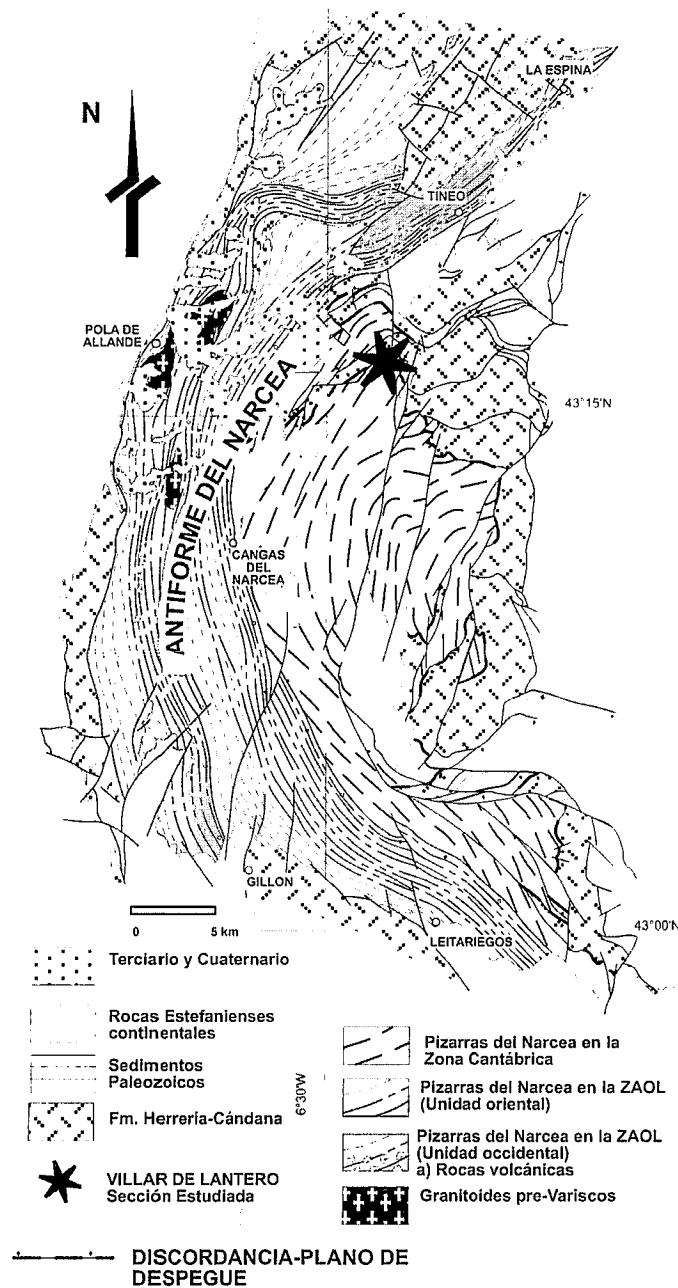 N
LA ESPINA
TINEO
POLA DE
ALLANDE
43°15'N
ANTIFORME DEL NARCEA
CANGAS
DEL
NARCEA
GILLON
LEITARIEGOS
43°00'N
0 5 km
Terciario y Cuaternario
Rocas Estefanienses
continentales
Sedimentos
Paleozoicos
Fm. Herrería-Cándana
VILLAR DE LANTERO
Sección Estudiada
6°30'W
Pizarras del Narcea en la
Zona Cantábrica
Pizarras del Narcea en la ZAOL
(Unidad oriental)
Pizarras del Narcea en la ZAOL
(Unidad occidental)
a) Rocas volcánicas
Granitoides pre-Variscos
DISCORDANCIA-PLANO DE
DESPEGUE